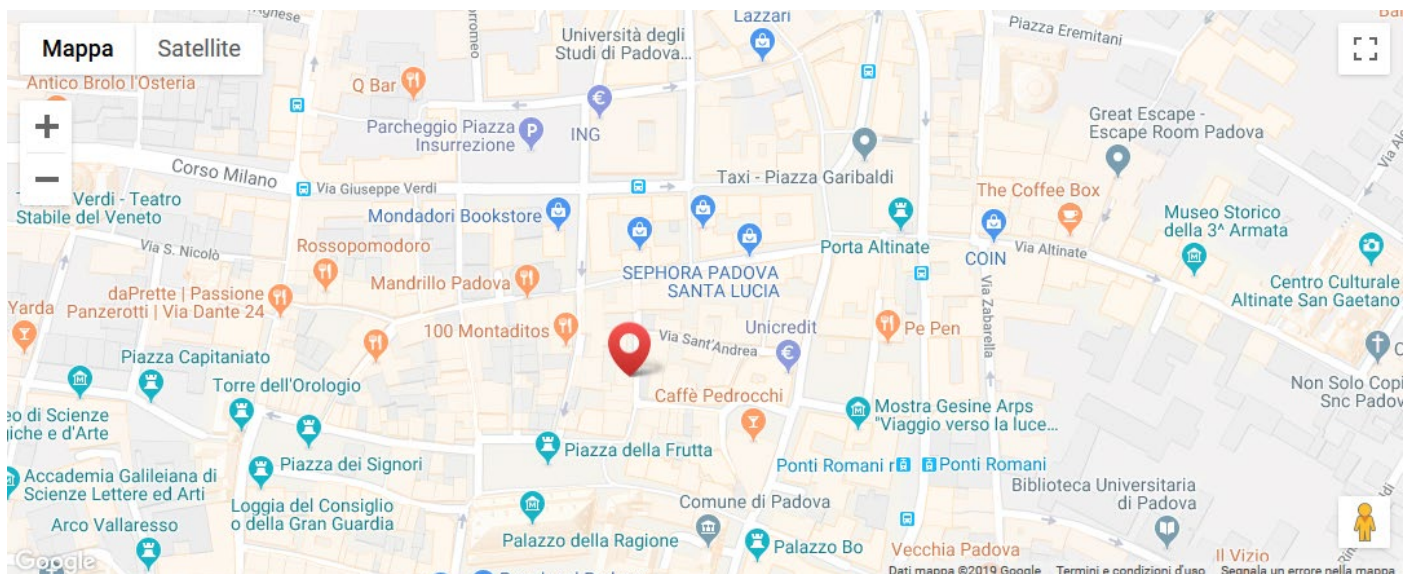 Mappa
Satellite
Lazzari
Piazza Eremitani
Università degli
Studi di Padova...
Antico Brolo l'Osteria
Q Bar
Parcheggio Piazza
Insurrezione
ING
Great Escape -
Escape Room Padova
Corso Milano
Via Giuseppe Verdi
Taxi - Piazza Garibaldi
The Coffee Box
Verdi - Teatro
Stabile del Veneto
Mondadori Bookstore
Museo Storico
della 3^ Armata
Via S. Nicolò
Rossopomodoro
Porta Altinate
COIN
Via Altinate
Mandrillo Padova
SEPHORA PADOVA
SANTA LUCIA
Centro Culturale
Altinate San Gaetano
Yarda
daPrette | Passione
Panzerotti | Via Dante 24
100 Montaditos
Via Sant'Andrea
Unicredit
Pe Pen
Via Zabarella
Piazza Capitaniato
Torre dell'Orologio
Caffè Pedrocchi
Non Solo Copi
Snc Padov
Mostra Gesine Arps
"Viaggio verso la luce...
eo di Scienze
giche e d'Arte
Piazza della Frutta
Piazza dei Signori
Ponti Romani
Ponti Romani
Accademia Galileiana di
Scienze Lettere ed Arti
Loggia del Consiglio
o della Gran Guardia
Comune di Padova
Biblioteca Universitaria
di Padova
Arco Vallaresso
Palazzo della Ragione
Palazzo Bo
Vecchia Padova
Il Vizio
Google
Dati mappa ©2019 Google
Termini e condizioni d'uso
Segnala un errore nella mappa